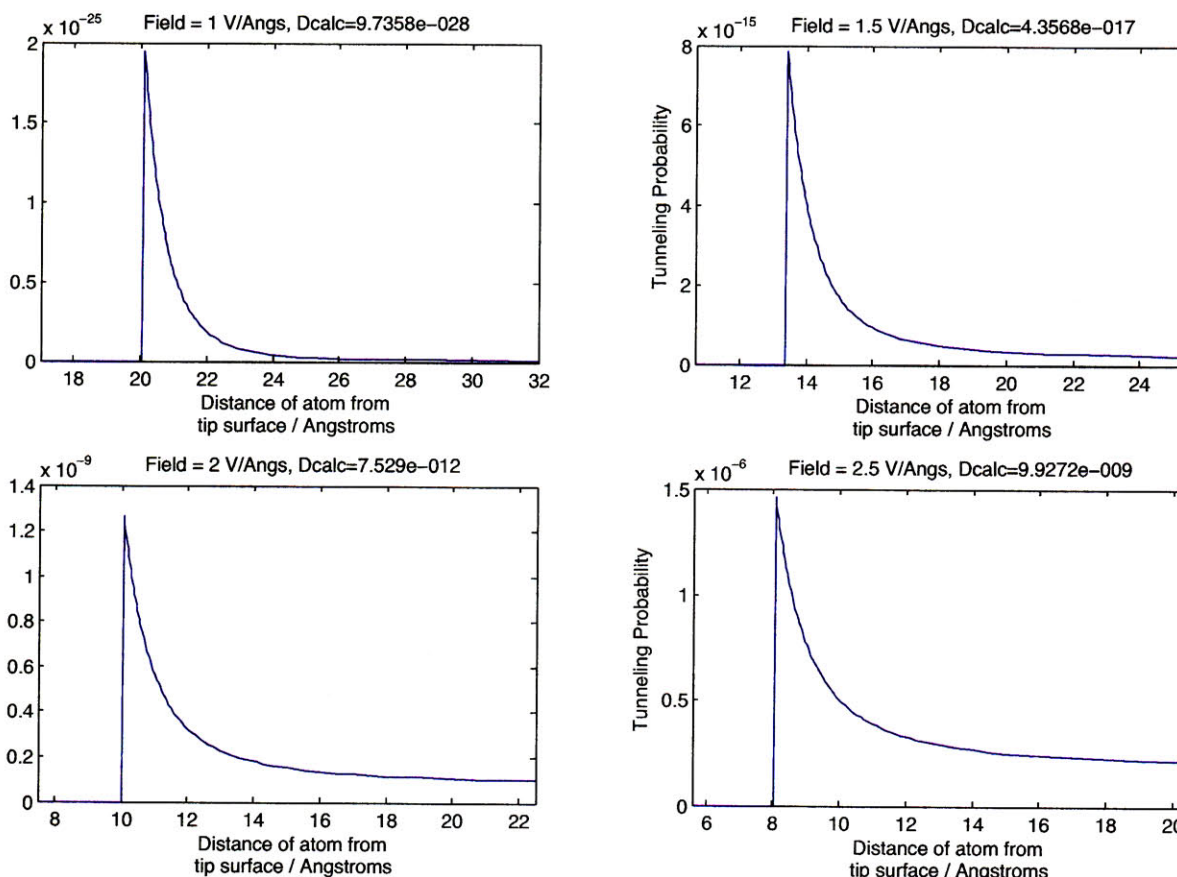 Field = 1 V/Angs, Dcalc=9.7358e−028
x 10−25
2
1.5
1
0.5
0
18 20 22 24 26 28 30 32
Distance of atom from
tip surface / Angstroms
Field = 1.5 V/Angs, Dcalc=4.3568e−017
x 10−15
Tunneling Probability
8
6
4
2
0
12 14 16 18 20 22 24
Distance of atom from
tip surface / Angstroms
Field = 2 V/Angs, Dcalc=7.529e−012
x 10−9
1.4
1.2
1
0.8
0.6
0.4
0.2
0
8 10 12 14 16 18 20 22
Distance of atom from
tip surface / Angstroms
Field = 2.5 V/Angs, Dcalc=9.9272e−009
x 10−6
Tunneling Probability
1.5
1
0.5
0
6 8 10 12 14 16 18 20
Distance of atom from
tip surface / Angstroms